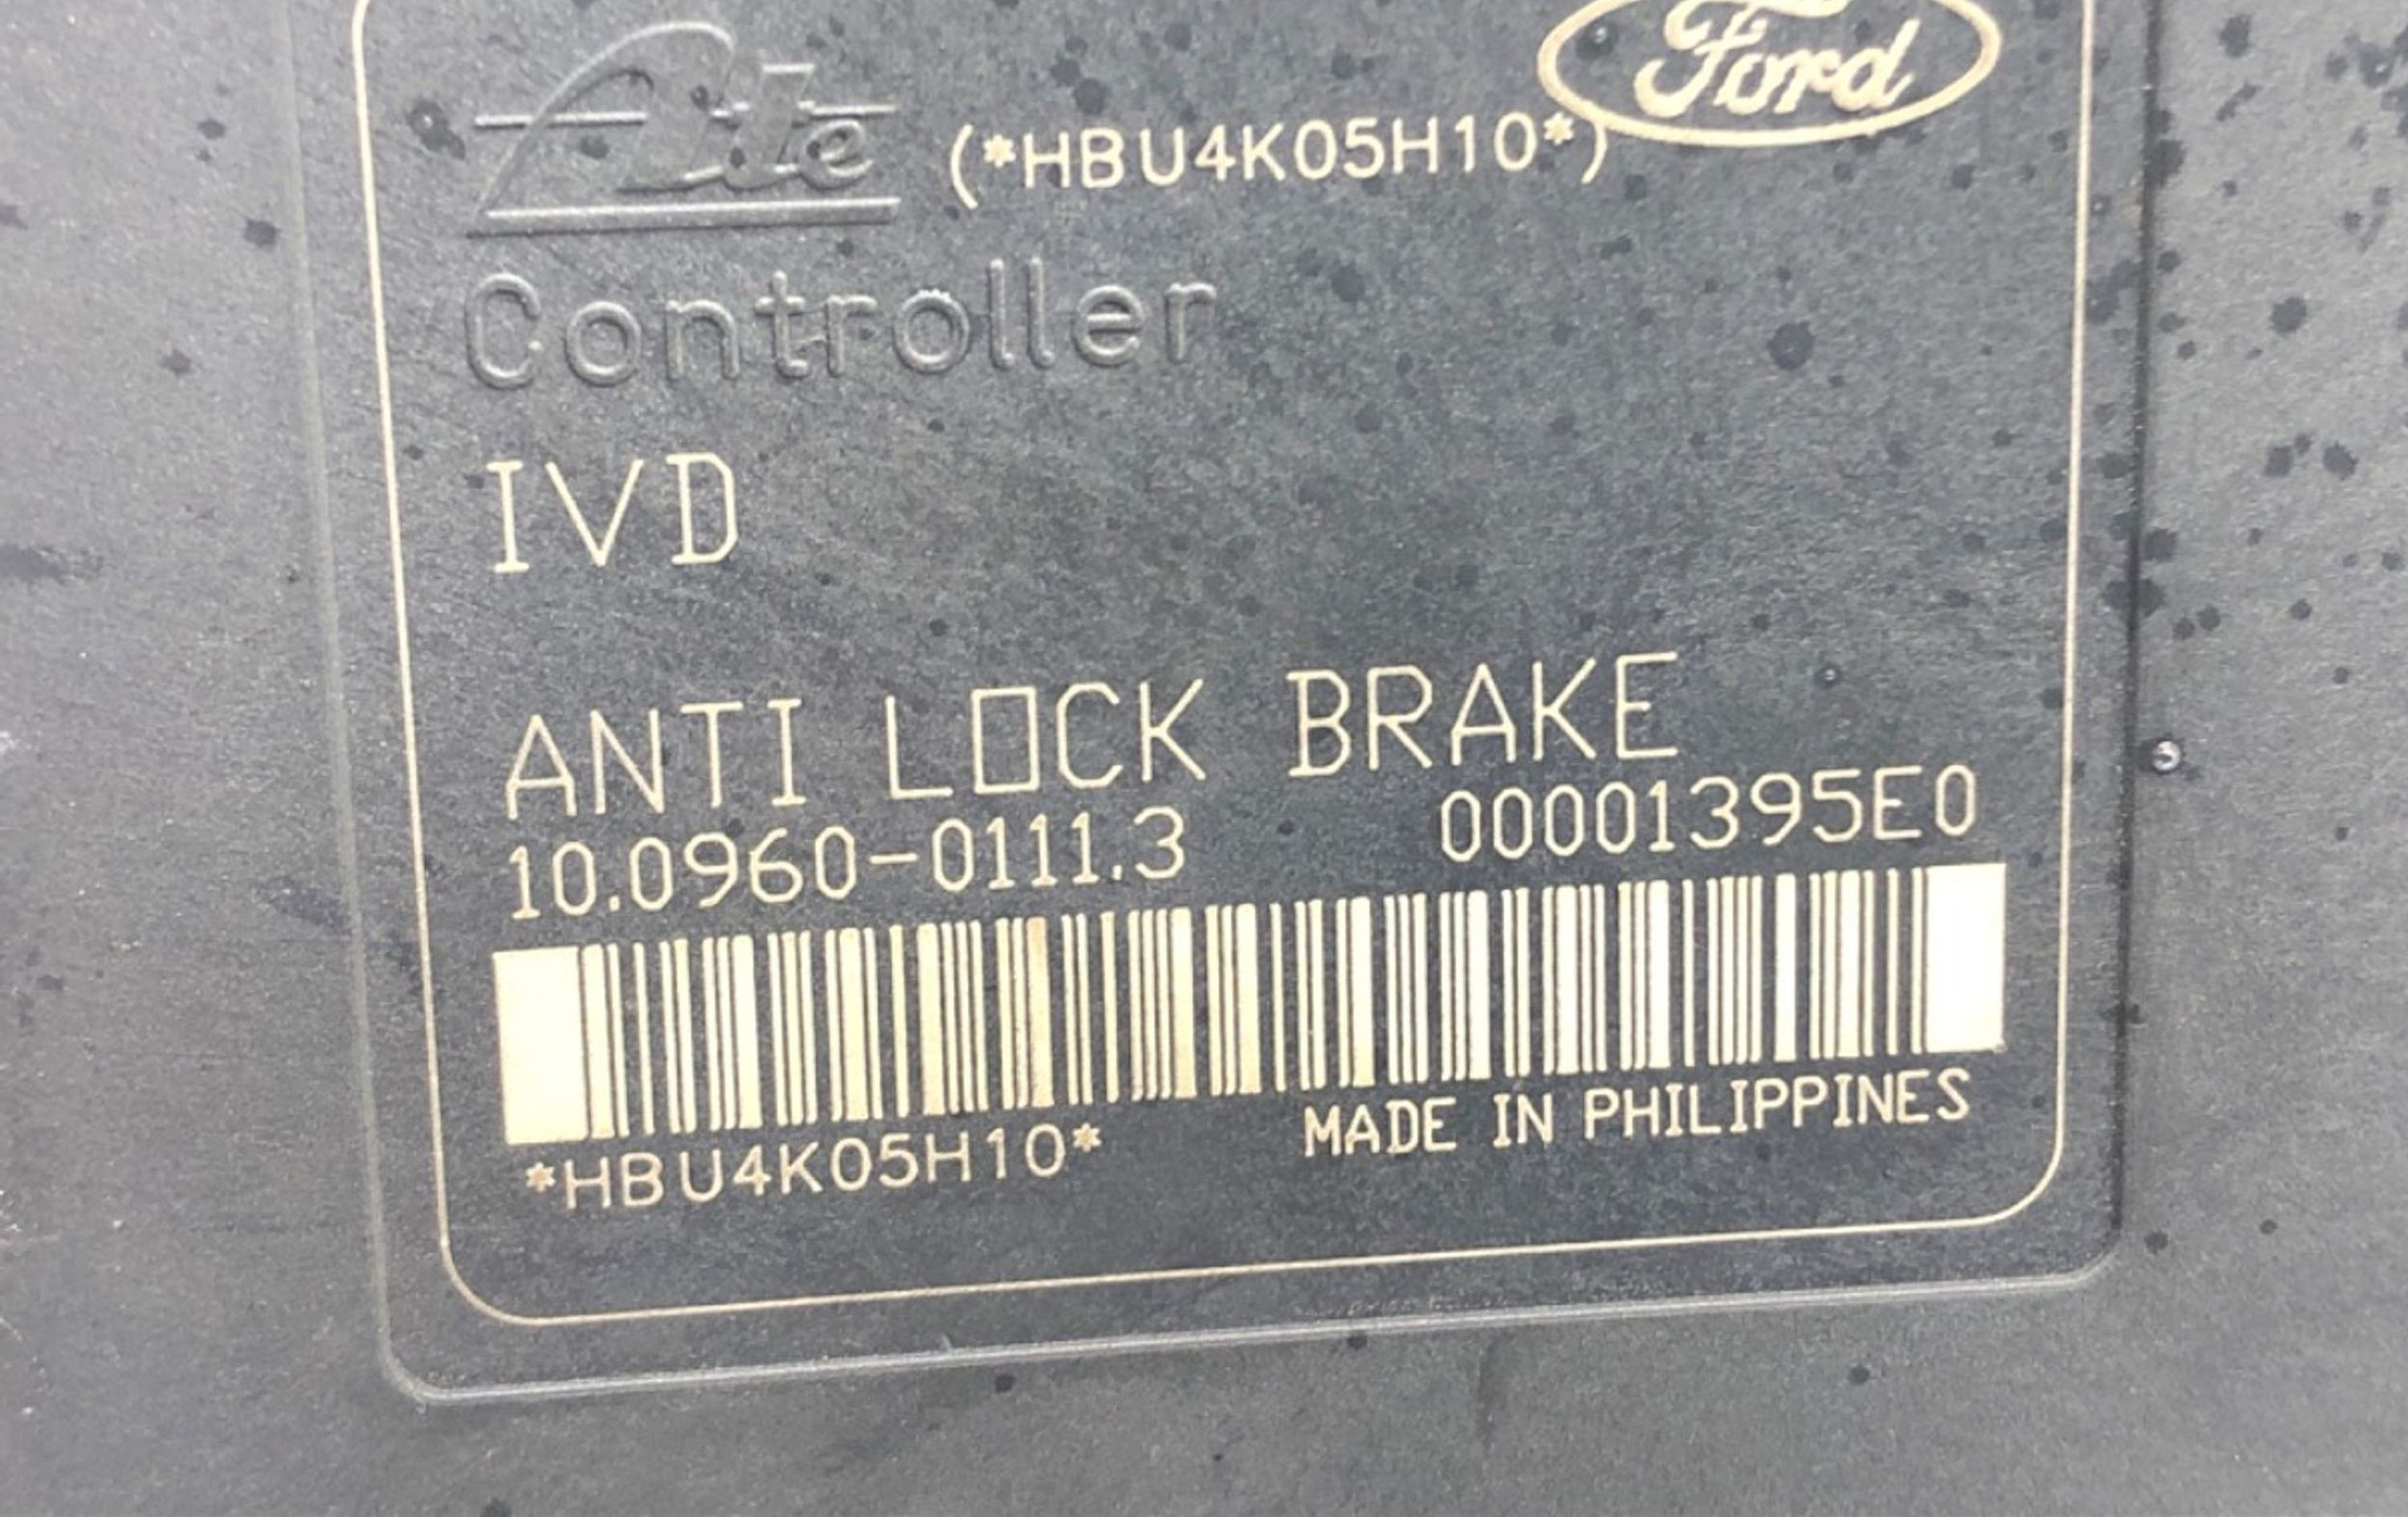 Ford
Ate (*HBU4K05H10*)
Controller
IVD
ANTI LOCK BRAKE
10.0960-0111.3 00001395E0
*HBU4K05H10* MADE IN PHILIPPINES